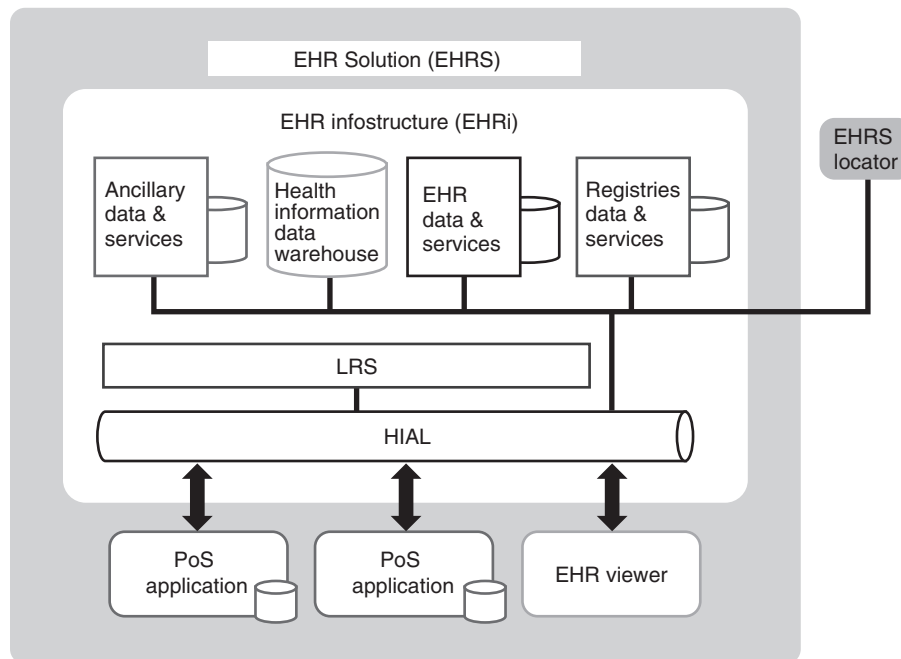 EHR Solution (EHRS)
EHR infostructure (EHRi)
EHRS
locator
Ancillary
data &
services
Health
information
data
warehouse
EHR
data &
services
Registries
data &
services
LRS
HIAL
PoS
application
PoS
application
EHR viewer